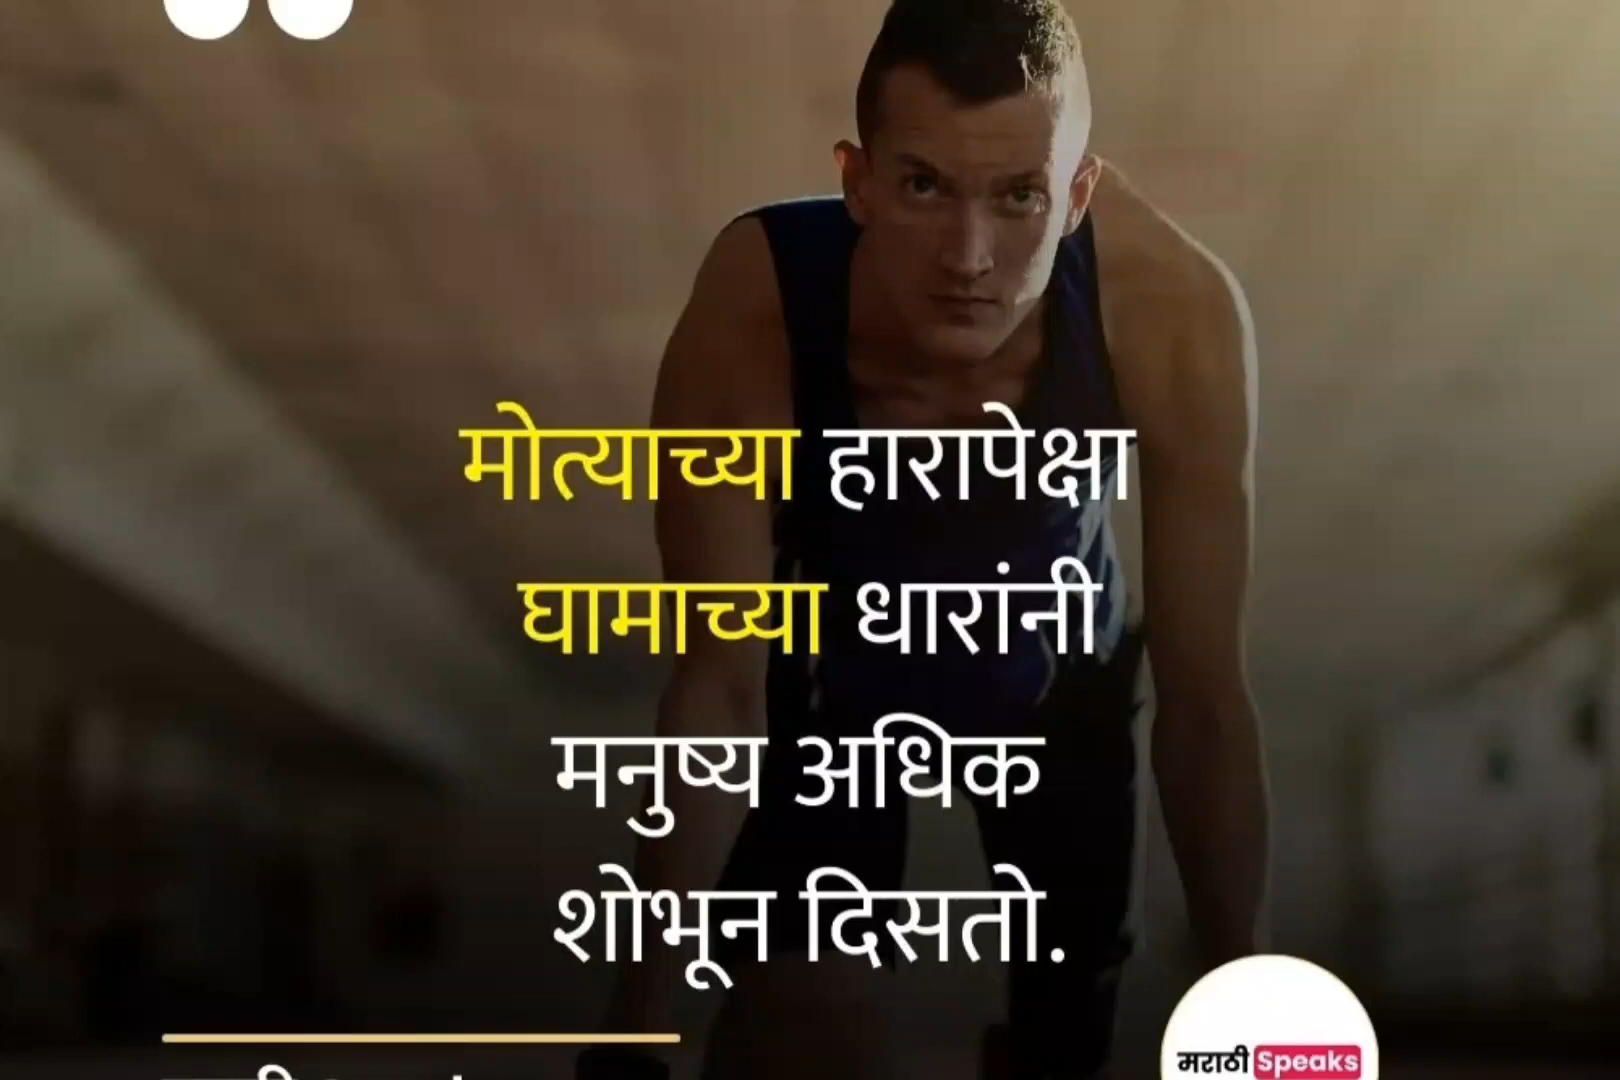 मोत्याच्या हारापेक्षा
घामाच्या धारांनी
मनुष्य अधिक
शोभून दिसतो.
मराठी Speaks